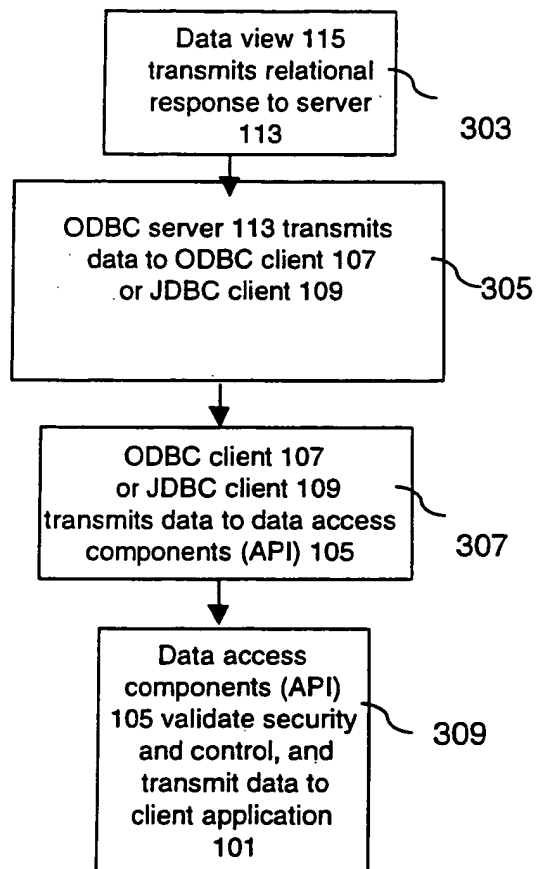 Data view 115
transmits relational
response to server
113
303
ODBC server 113 transmits
data to ODBC client 107
or JDBC client 109
305
ODBC client 107
or JDBC client 109
transmits data to data access
components (API) 105
307
Data access
components (API)
105 validate security
and control, and
transmit data to
client application
101
309